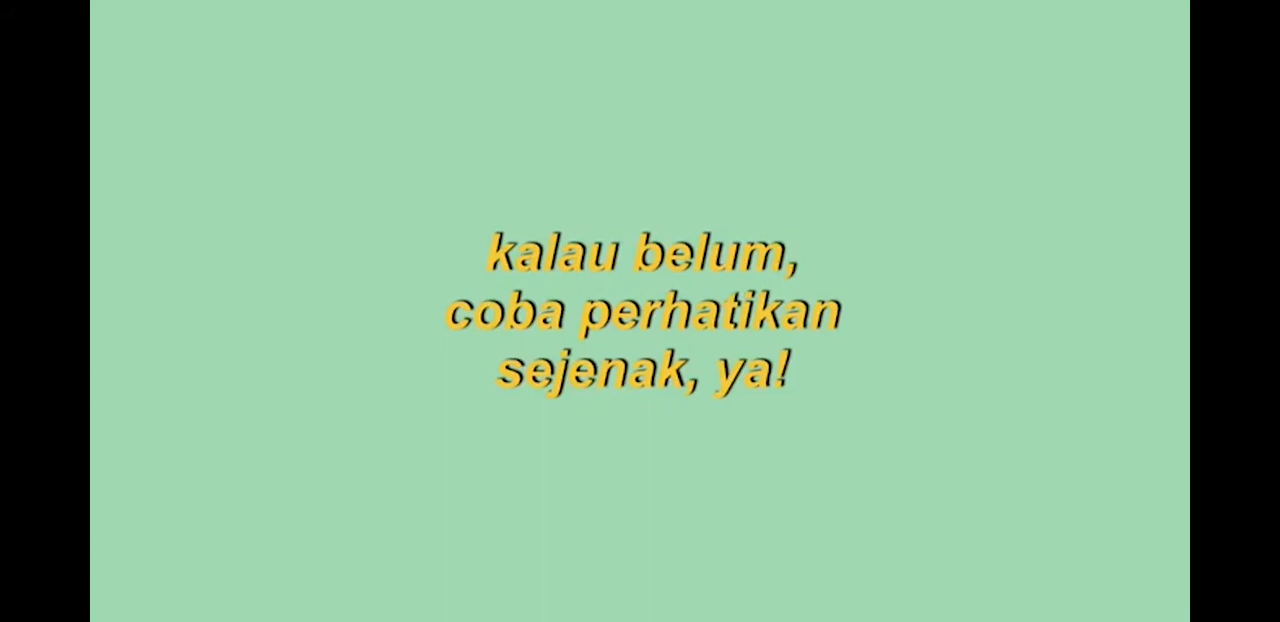 kalau belum,
coba perhatikan
sejenak, ya!